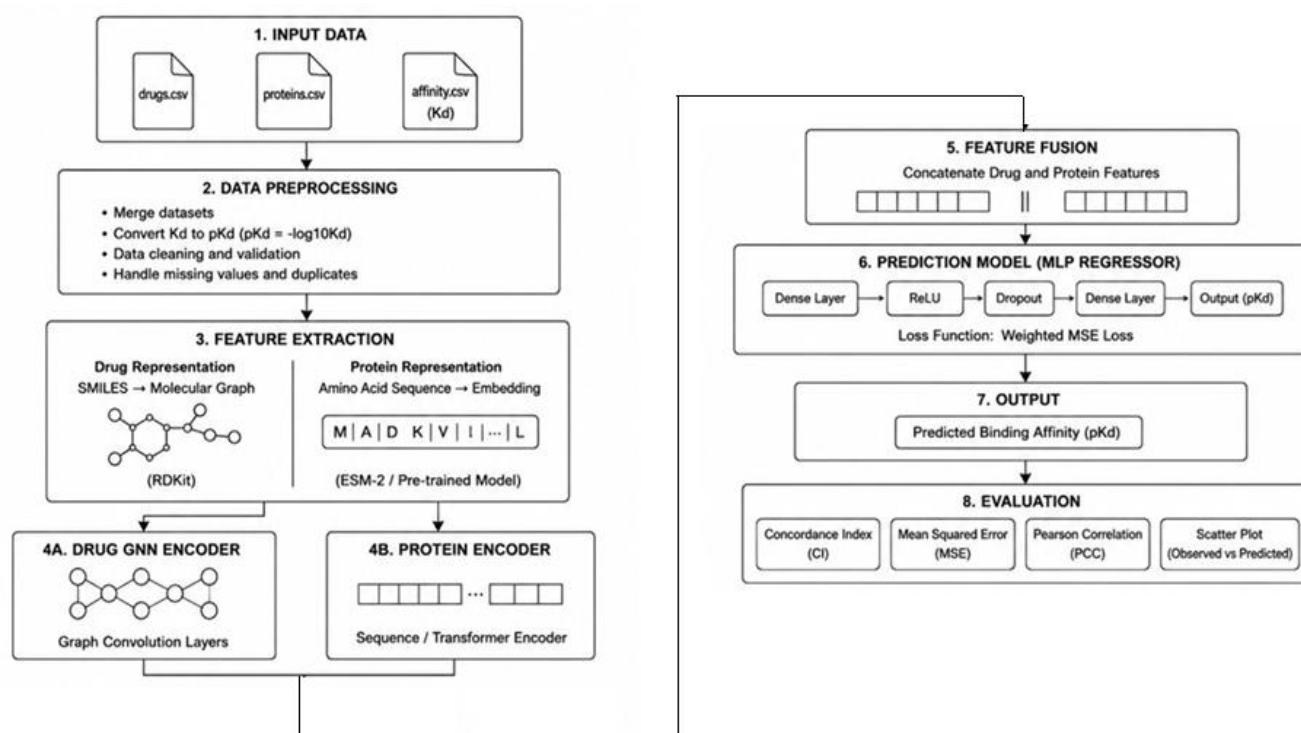 1. INPUT DATA
drugs.csv
proteins.csv
affinity.csv
(Kd)
2. DATA PREPROCESSING
• Merge datasets
• Convert Kd to pKd (pKd = -log10Kd)
• Data cleaning and validation
• Handle missing values and duplicates
3. FEATURE EXTRACTION
Drug Representation
SMILES → Molecular Graph
(RDKit)
Protein Representation
Amino Acid Sequence → Embedding
M | A | D K | V | I | ... | L
(ESM-2 / Pre-trained Model)
4A. DRUG GNN ENCODER
Graph Convolution Layers
4B. PROTEIN ENCODER
...
Sequence / Transformer Encoder
5. FEATURE FUSION
Concatenate Drug and Protein Features
||
6. PREDICTION MODEL (MLP REGRESSOR)
Dense Layer
ReLU
Dropout
Dense Layer
Output (pKd)
Loss Function: Weighted MSE Loss
7. OUTPUT
Predicted Binding Affinity (pKd)
8. EVALUATION
Concordance Index
(CI)
Mean Squared Error
(MSE)
Pearson Correlation
(PCC)
Scatter Plot
(Observed vs Predicted)